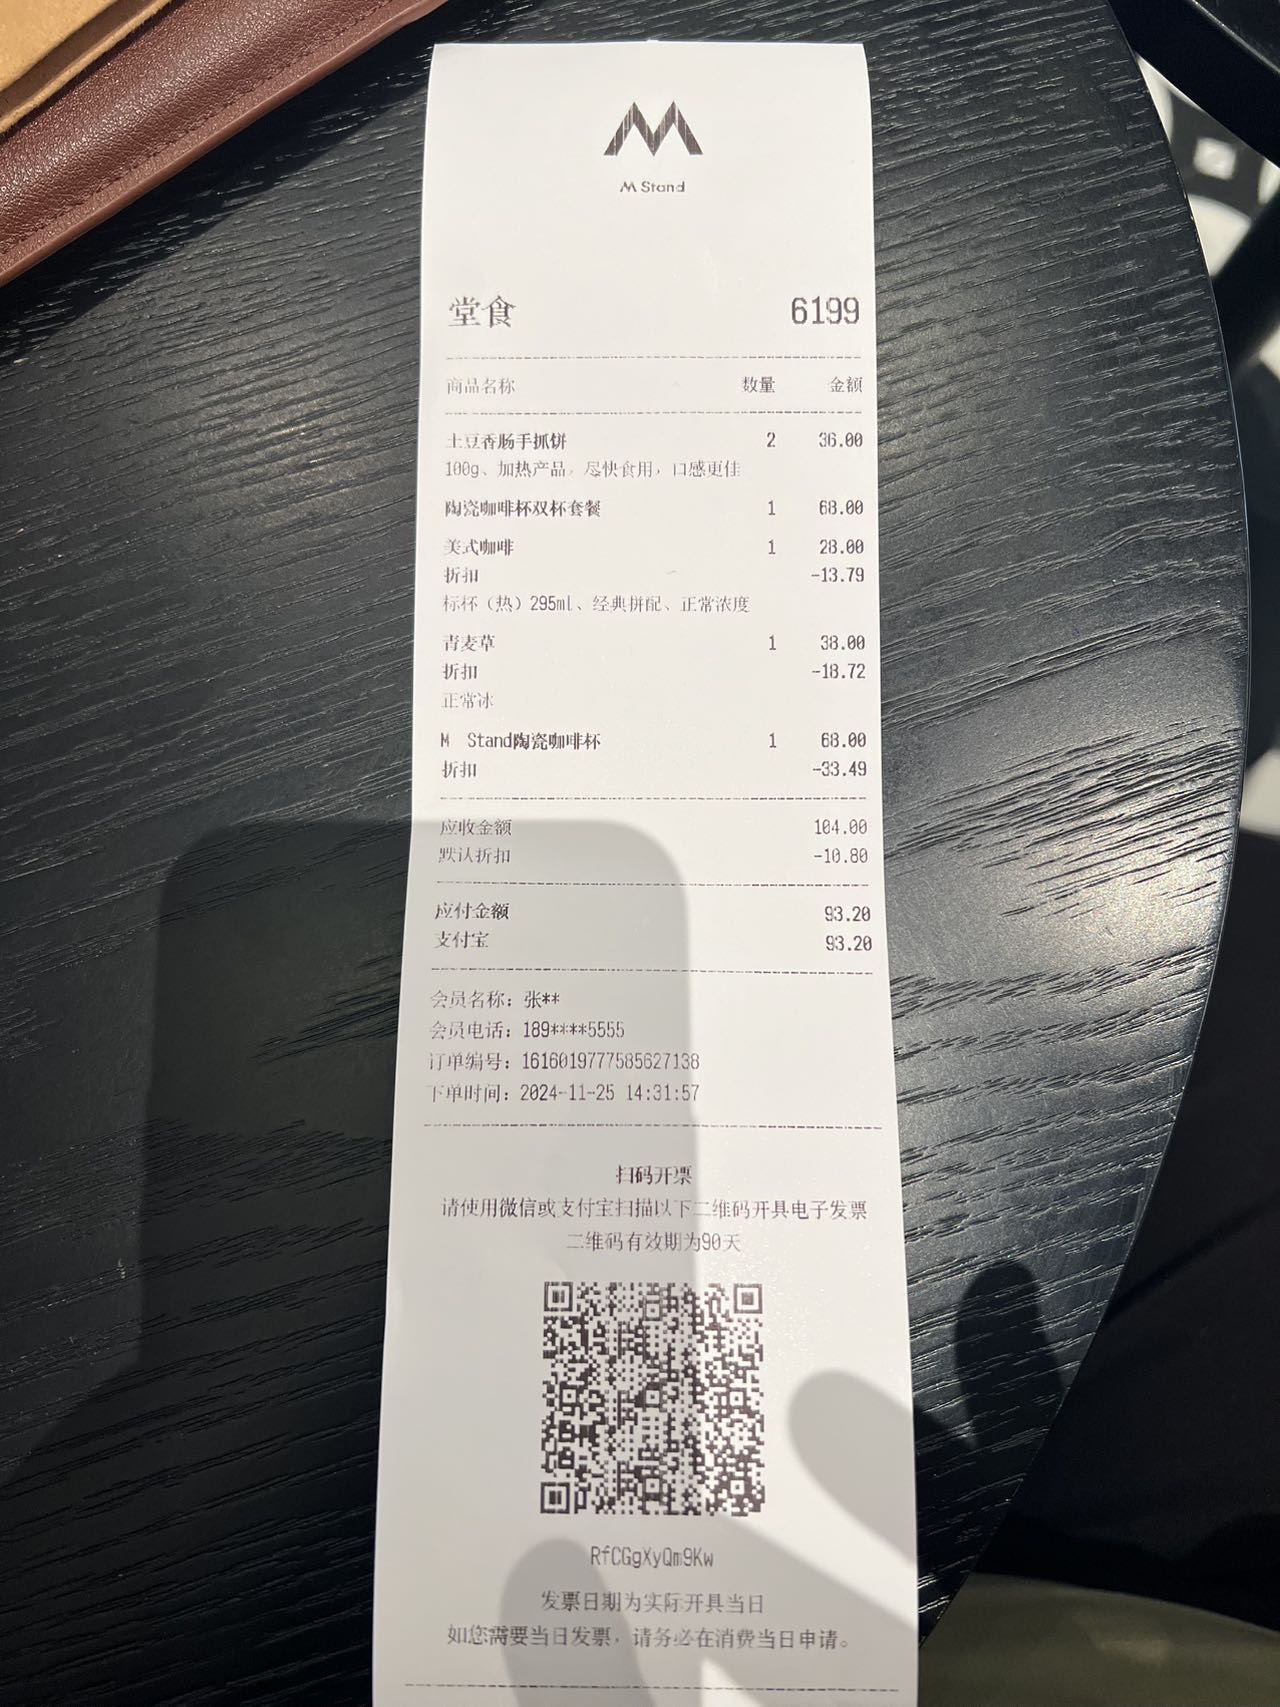 M Stand
堂食 6199
商品名称 数量 金额
土豆香肠手抓饼 2 36.00
100g、加热产品，尽快食用，口感更佳
陶瓷咖啡杯双杯套餐 1 68.00
美式咖啡 1 28.00
折扣 -13.79
标杯（热）295ml、经典拼配、正常浓度
青麦草 1 38.00
折扣 -18.72
正常冰
M Stand陶瓷咖啡杯 1 68.00
折扣 -33.49
应收金额 104.00
默认折扣 -10.80
应付金额 93.20
支付宝 93.20
会员名称：张**
会员电话：189****5555
订单编号：1616019777585627138
下单时间：2024-11-25 14:31:57
扫码开票
请使用微信或支付宝扫描以下二维码开具电子发票
二维码有效期为90天
RfCGgXyQm9Kw
发票日期为实际开具当日
如您需要当日发票，请务必在消费当日申请。